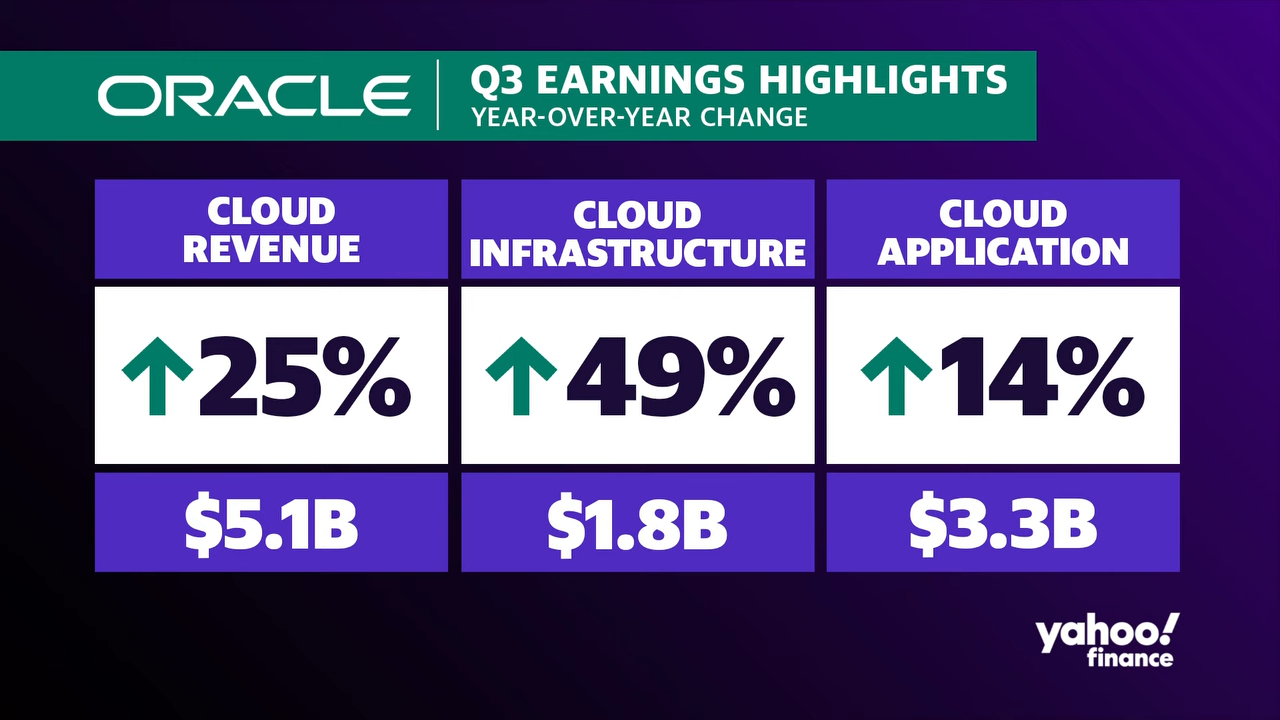 ORACLE
Q3 EARNINGS HIGHLIGHTS
YEAR-OVER-YEAR CHANGE
CLOUD
REVENUE
↑25%
$5.1B
CLOUD
INFRASTRUCTURE
↑49%
$1.8B
CLOUD
APPLICATION
↑14%
$3.3B
yahoo!
finance